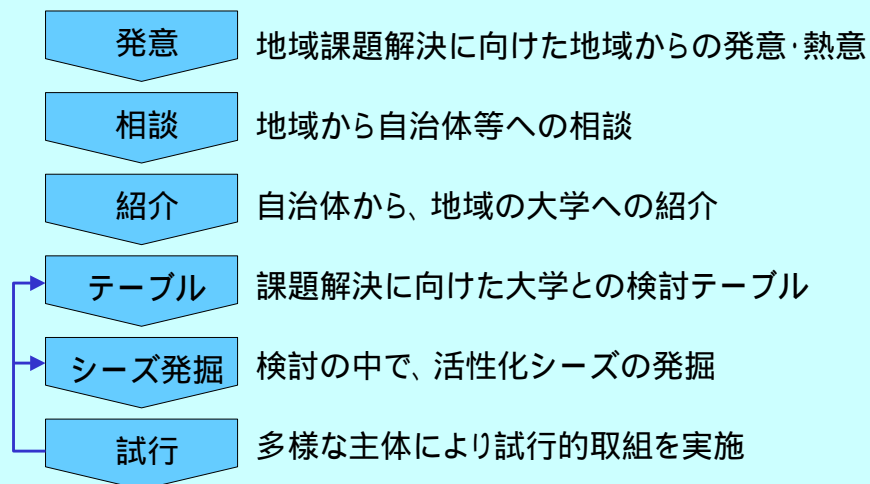 発意 地域課題解決に向けた地域からの発意・熱意
相談 地域から自治体等への相談
紹介 自治体から、地域の大学への紹介
テーブル 課題解決に向けた大学との検討テーブル
シーズ発掘 検討の中で、活性化シーズの発掘
試行 多様な主体により試行的取組を実施